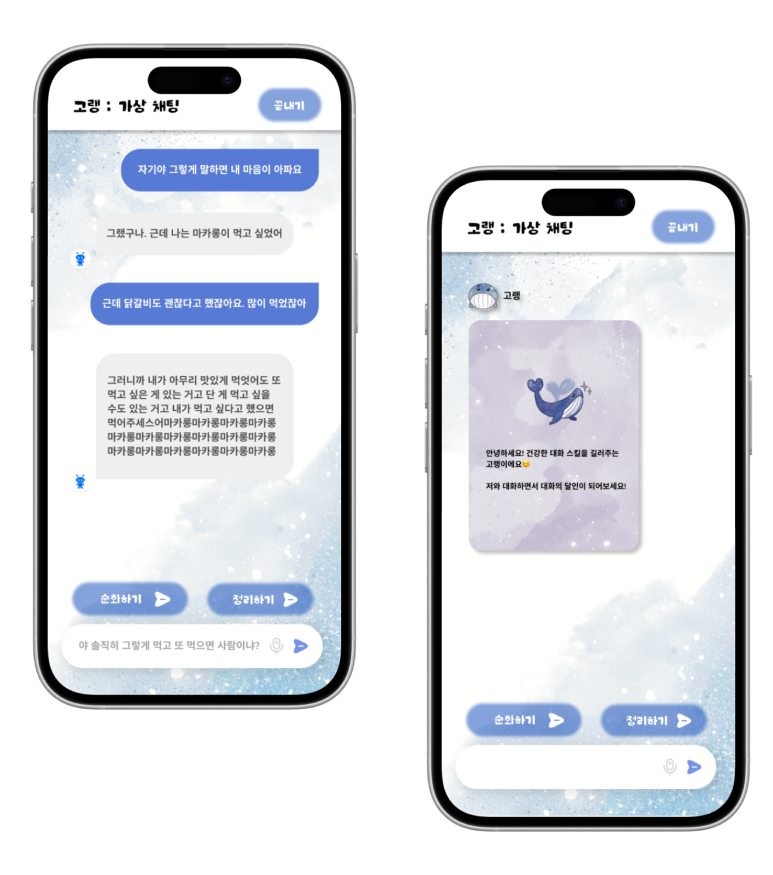 고랭 : 가상 채팅
끝내기
자기야 그렇게 말하면 내 마음이 아파요
그랬구나. 근데 나는 마카롱이 먹고 싶었어
근데 닭갈비도 괜찮다고 했잖아요. 많이 먹었잖아
그러니까 내가 아무리 맛있게 먹엇어도 또
먹고 싶은 게 있는 거고 단 게 먹고 싶을
수도 있는 거고 내가 먹고 싶다고 했으면
먹어주세스어마카롱마카롱마카롱마카롱
마카롱마카롱마카롱마카롱마카롱마카롱
마카롱마카롱마카롱마카롱마카롱마카롱
순화하기
정리하기
야 솔직히 그렇게 먹고 또 먹으면 사람이냐?
고랭 : 가상 채팅
끝내기
고랭
안녕하세요! 건강한 대화 스킬을 길러주는
고랭이에요😊
저와 대화하면서 대화의 달인이 되어보세요!
순화하기
정리하기